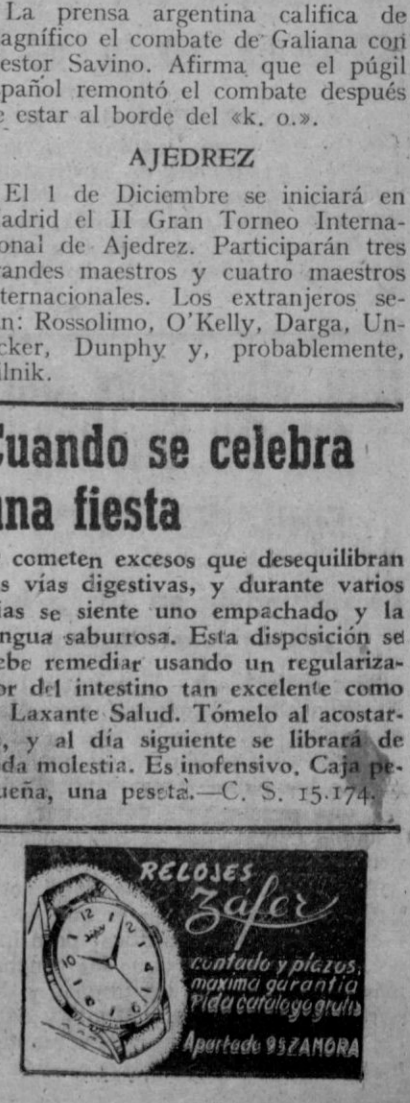 La prensa argentina califica de
agnífico el combate de Galiana con
estor Savino. Afirma que el púgil
pañol remontó el combate después
e estar al borde del «k. o.».
AJEDREZ
El 1 de Diciembre se iniciará en
adrid el II Gran Torneo Interna-
onal de Ajedrez. Participarán tres
randes maestros y cuatro maestros
nternacionales. Los extranjeros se-
n: Rossolimo, O'Kelly, Darga, Un-
cker, Dunphy y, probablemente,
lnik.
Cuando se celebra
una fiesta
cometen excesos que desequilibran
s vías digestivas, y durante varios
ías se siente uno empachado y la
ngua saburrosa. Esta disposición se
ebe remediar usando un regulariza-
or del intestino tan excelente como
Laxante Salud. Tómelo al acostar-
, y al día siguiente se librará de
da molestia. Es inofensivo. Caja pe-
ueña, una peseta.—C. S. 15.174.
RELOJES
Záfer
contado y plazos,
maxima garantia
Pida catalogo gratis
Apartado 95 ZAMORA